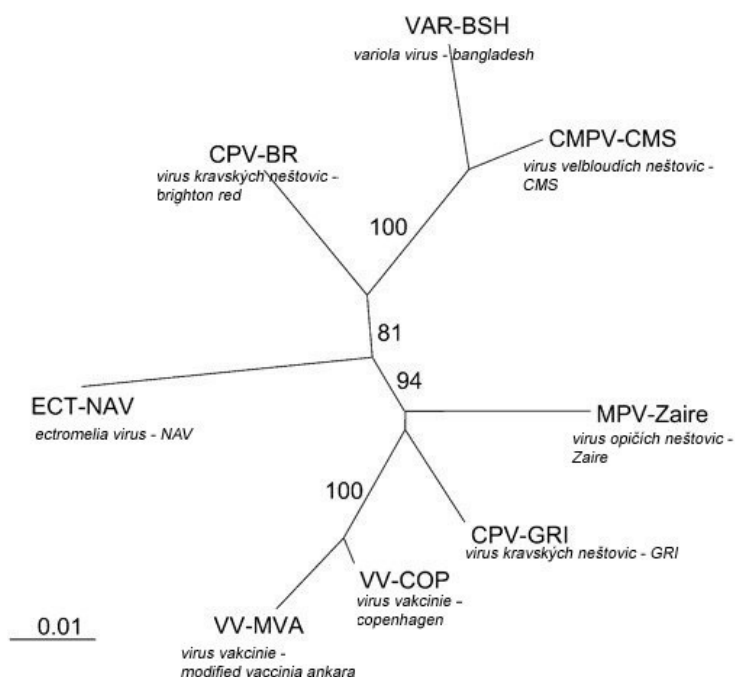 VAR-BSH
variola virus - bangladesh
CMPV-CMS
virus velbloudích neštovic -
CMS
CPV-BR
virus kravských neštovic -
brighton red
100
81
94
ECT-NAV
ectromelia virus - NAV
MPV-Zaire
virus opičích neštovic -
Zaire
100
CPV-GRI
virus kravských neštovic - GRI
VV-COP
virus vakcinie -
copenhagen
VV-MVA
virus vakcinie -
modified vaccinia ankara
0.01